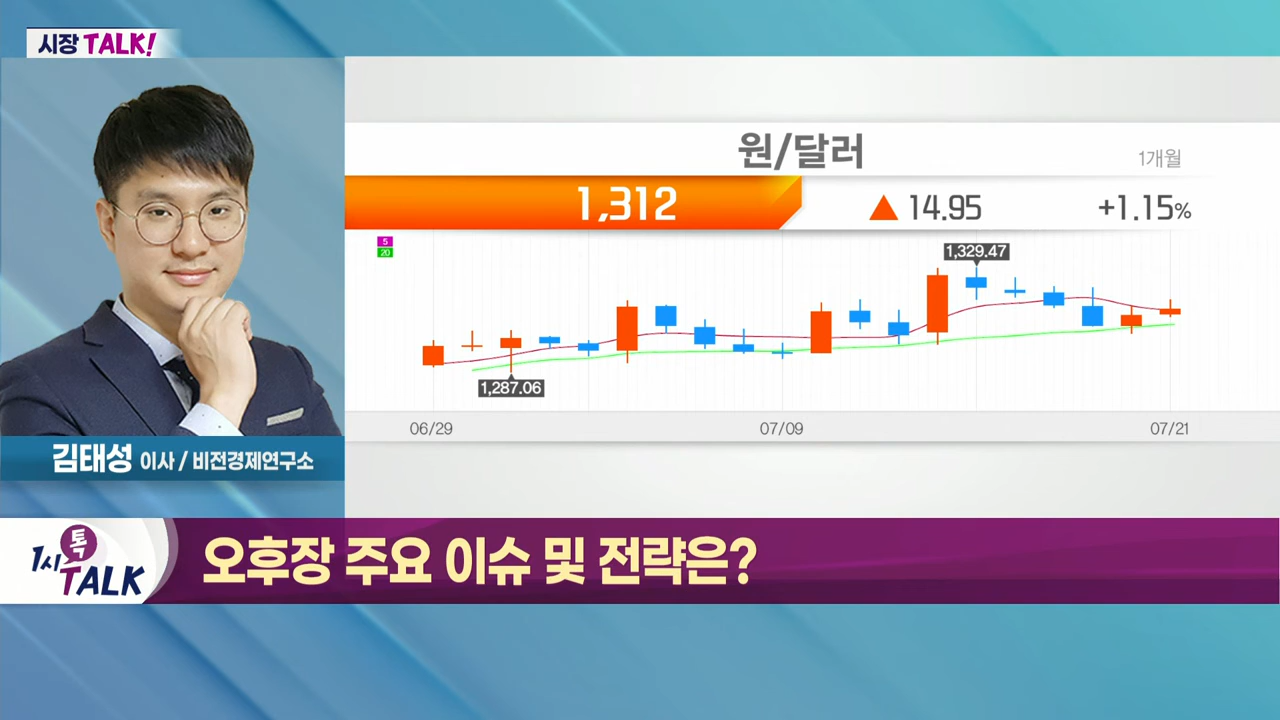 시장 TALK!
원/달러
1개월
1,312
▲ 14.95
+1.15%
5
20
1,329.47
1,287.06
06/29
07/09
07/21
김태성 이사 / 비전경제연구소
1시 톡 TALK
오후장 주요 이슈 및 전략은?